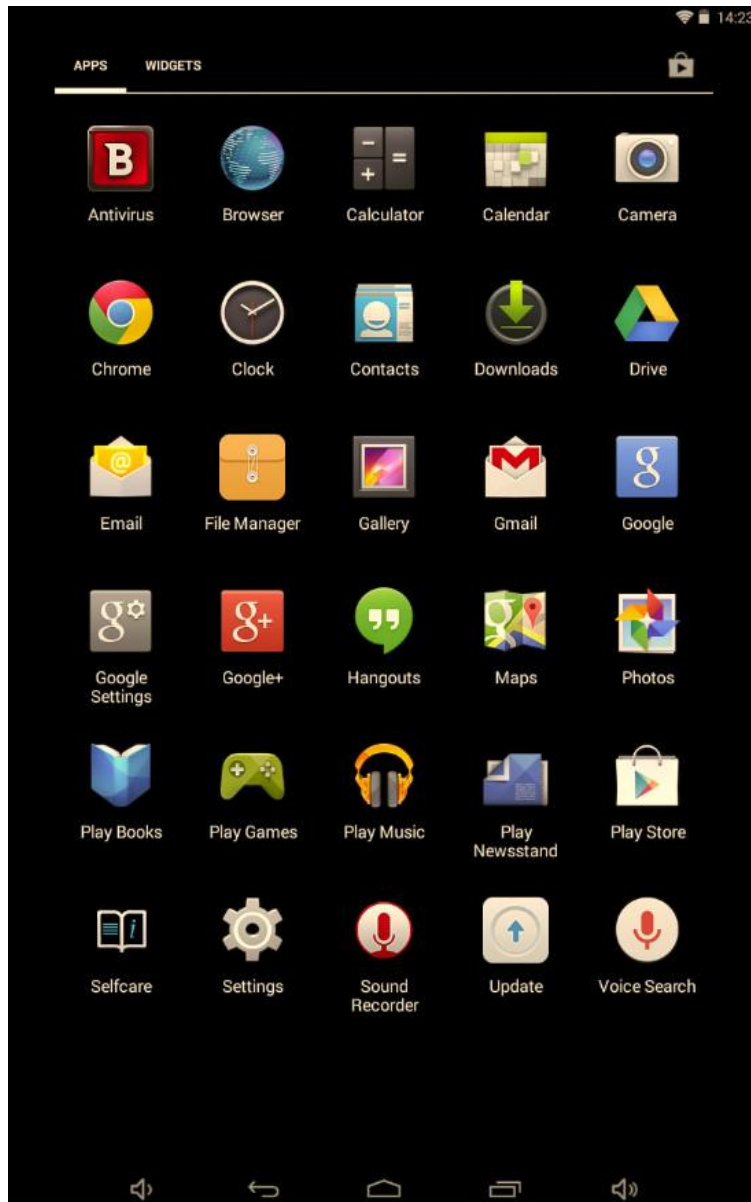 14:23
APPS WIDGETS
B
Antivirus Browser Calculator Calendar Camera
Chrome Clock Contacts Downloads Drive
@
g
Email File Manager Gallery Gmail Google
g g+ g
Google Google+ Hangouts Maps Photos
Settings
Play Books Play Games Play Music Play Play Store
Newsstand
i
Selfcare Settings Sound Update Voice Search
Recorder